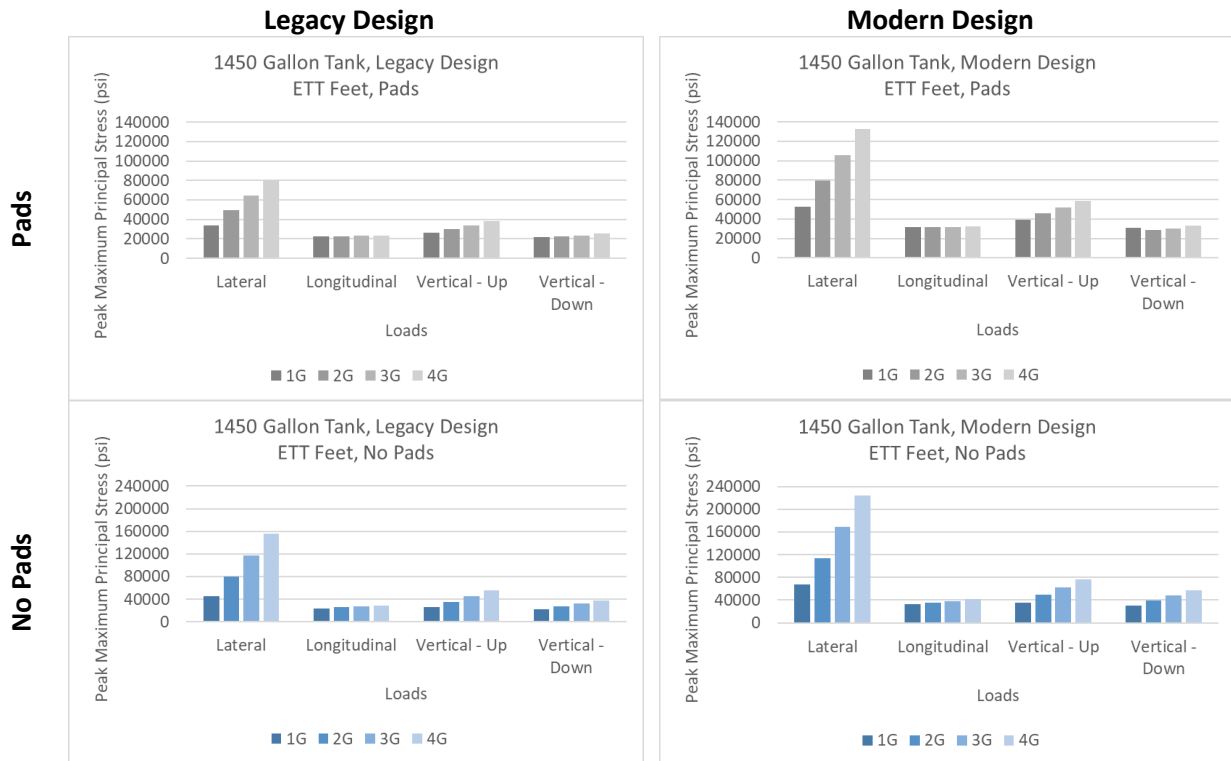 Legacy Design
Modern Design
Pads
1450 Gallon Tank, Legacy Design
ETT Feet, Pads
Peak Maximum Principal Stress (psi)
140000
120000
100000
80000
60000
40000
20000
0
Lateral
Longitudinal
Vertical - Up
Vertical -
Down
Loads
1G 2G 3G 4G
1450 Gallon Tank, Modern Design
ETT Feet, Pads
Peak Maximum Principal Stress (psi)
140000
120000
100000
80000
60000
40000
20000
0
Lateral
Longitudinal
Vertical - Up
Vertical -
Down
Loads
1G 2G 3G 4G
No Pads
1450 Gallon Tank, Legacy Design
ETT Feet, No Pads
Peak Maximum Principal Stress (psi)
240000
200000
160000
120000
80000
40000
0
Lateral
Longitudinal
Vertical - Up
Vertical -
Down
Loads
1G 2G 3G 4G
1450 Gallon Tank, Modern Design
ETT Feet, No Pads
Peak Maximum Principal Stress (psi)
240000
200000
160000
120000
80000
40000
0
Lateral
Longitudinal
Vertical - Up
Vertical -
Down
Loads
1G 2G 3G 4G